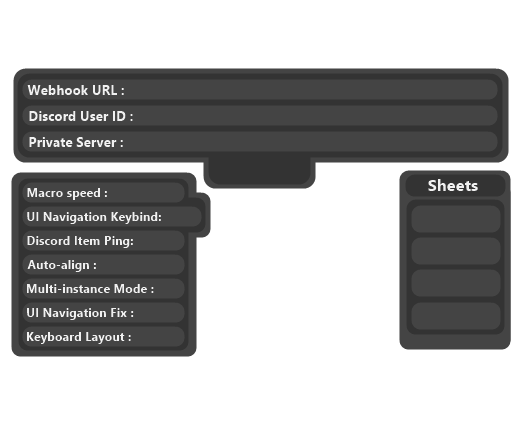 Webhook URL :
Discord User ID :
Private Server :
Macro speed :
UI Navigation Keybind:
Discord Item Ping:
Auto-align :
Multi-instance Mode :
UI Navigation Fix :
Keyboard Layout :
Sheets